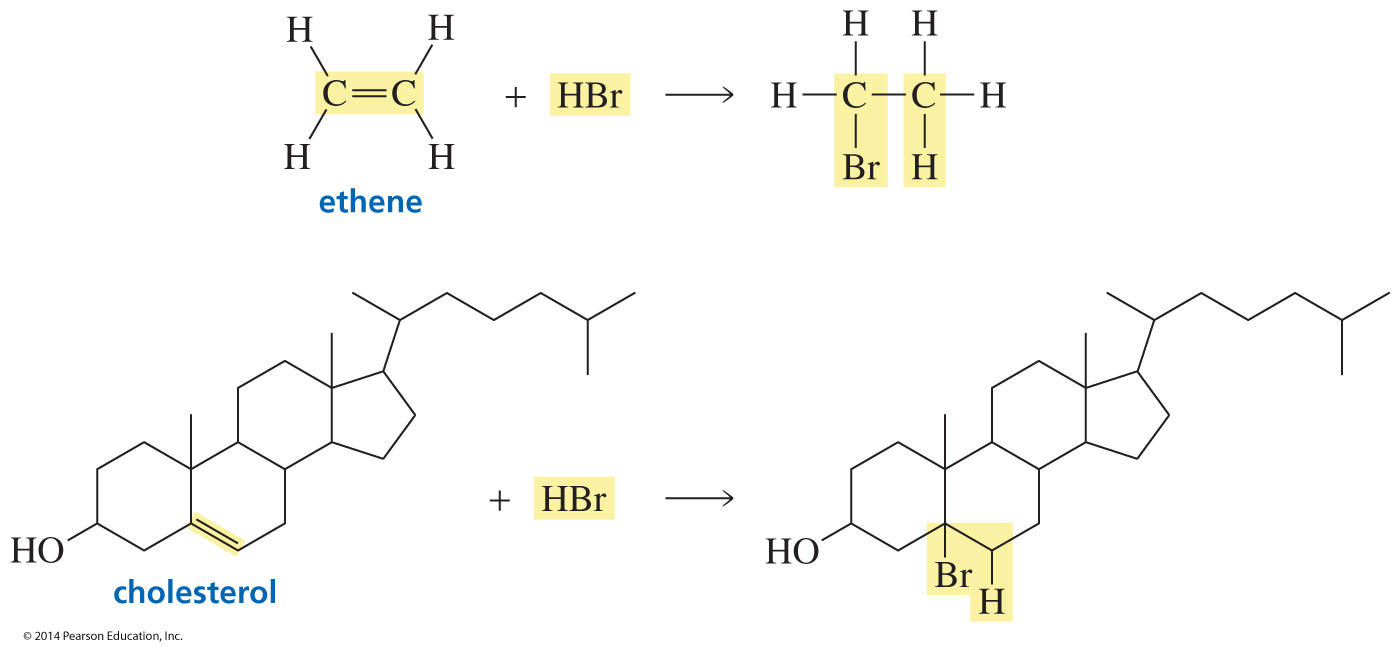 H H H H
C=C + HBr ⟶ H—C—C—H
H H Br H
ethene
HO + HBr ⟶ HO
Br
H
cholesterol
© 2014 Pearson Education, Inc.